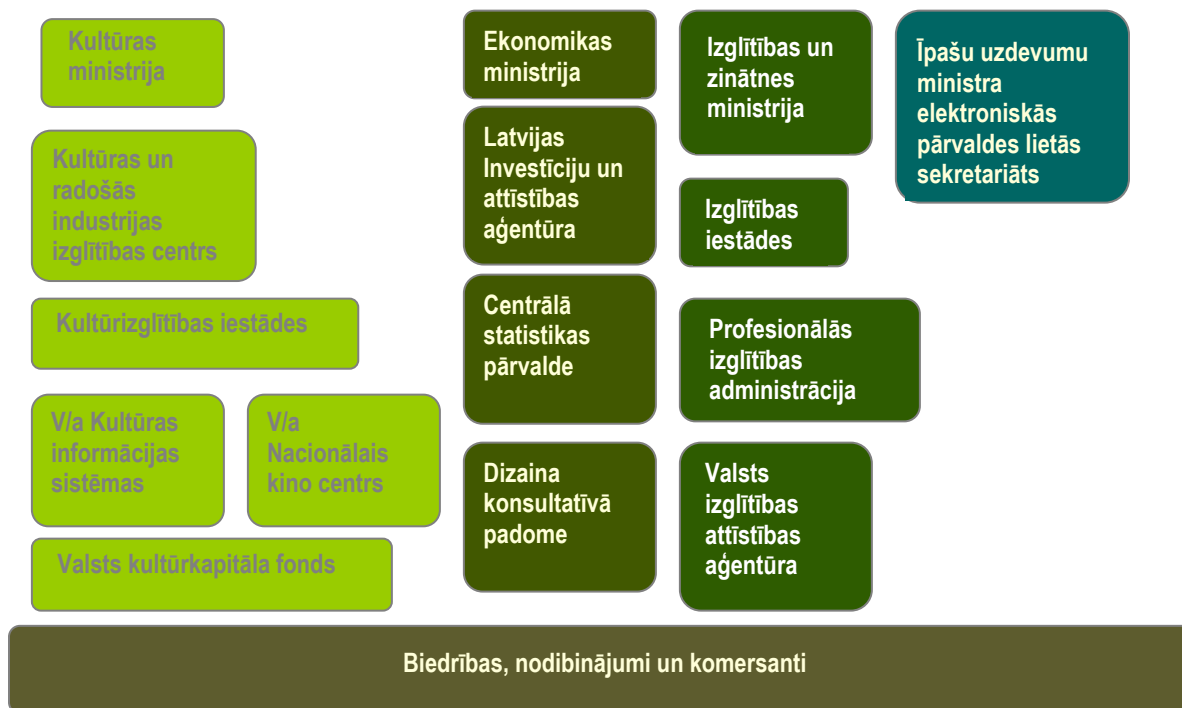 Kultūras
ministrija
Kultūras un
radošās
industrijas
izglītības centrs
Kultūrizglītības iestādes
V/a Kultūras
informācijas
sistēmas
V/a
Nacionālais
kino centrs
Valsts kultūrkapitāla fonds
Ekonomikas
ministrija
Latvijas
Investīciju un
attīstības
aģentūra
Centrālā
statistikas
pārvalde
Dizaina
konsultatīvā
padome
Izglītības un
zinātnes
ministrija
Izglītības
iestādes
Profesionālās
izglītības
administrācija
Valsts
izglītības
attīstības
aģentūra
Īpašu uzdevumu
ministra
elektroniskās
pārvaldes lietās
sekretariāts
Biedrības, nodibinājumi un komersanti